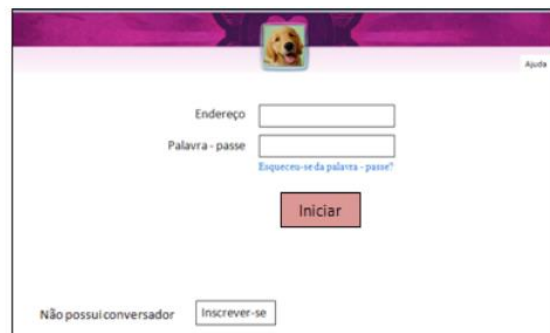 Ajuda
Endereço
Palavra - passe
Esqueceu-se da palavra - passe?
Iniciar
Não possui conversador
Inscrever-se